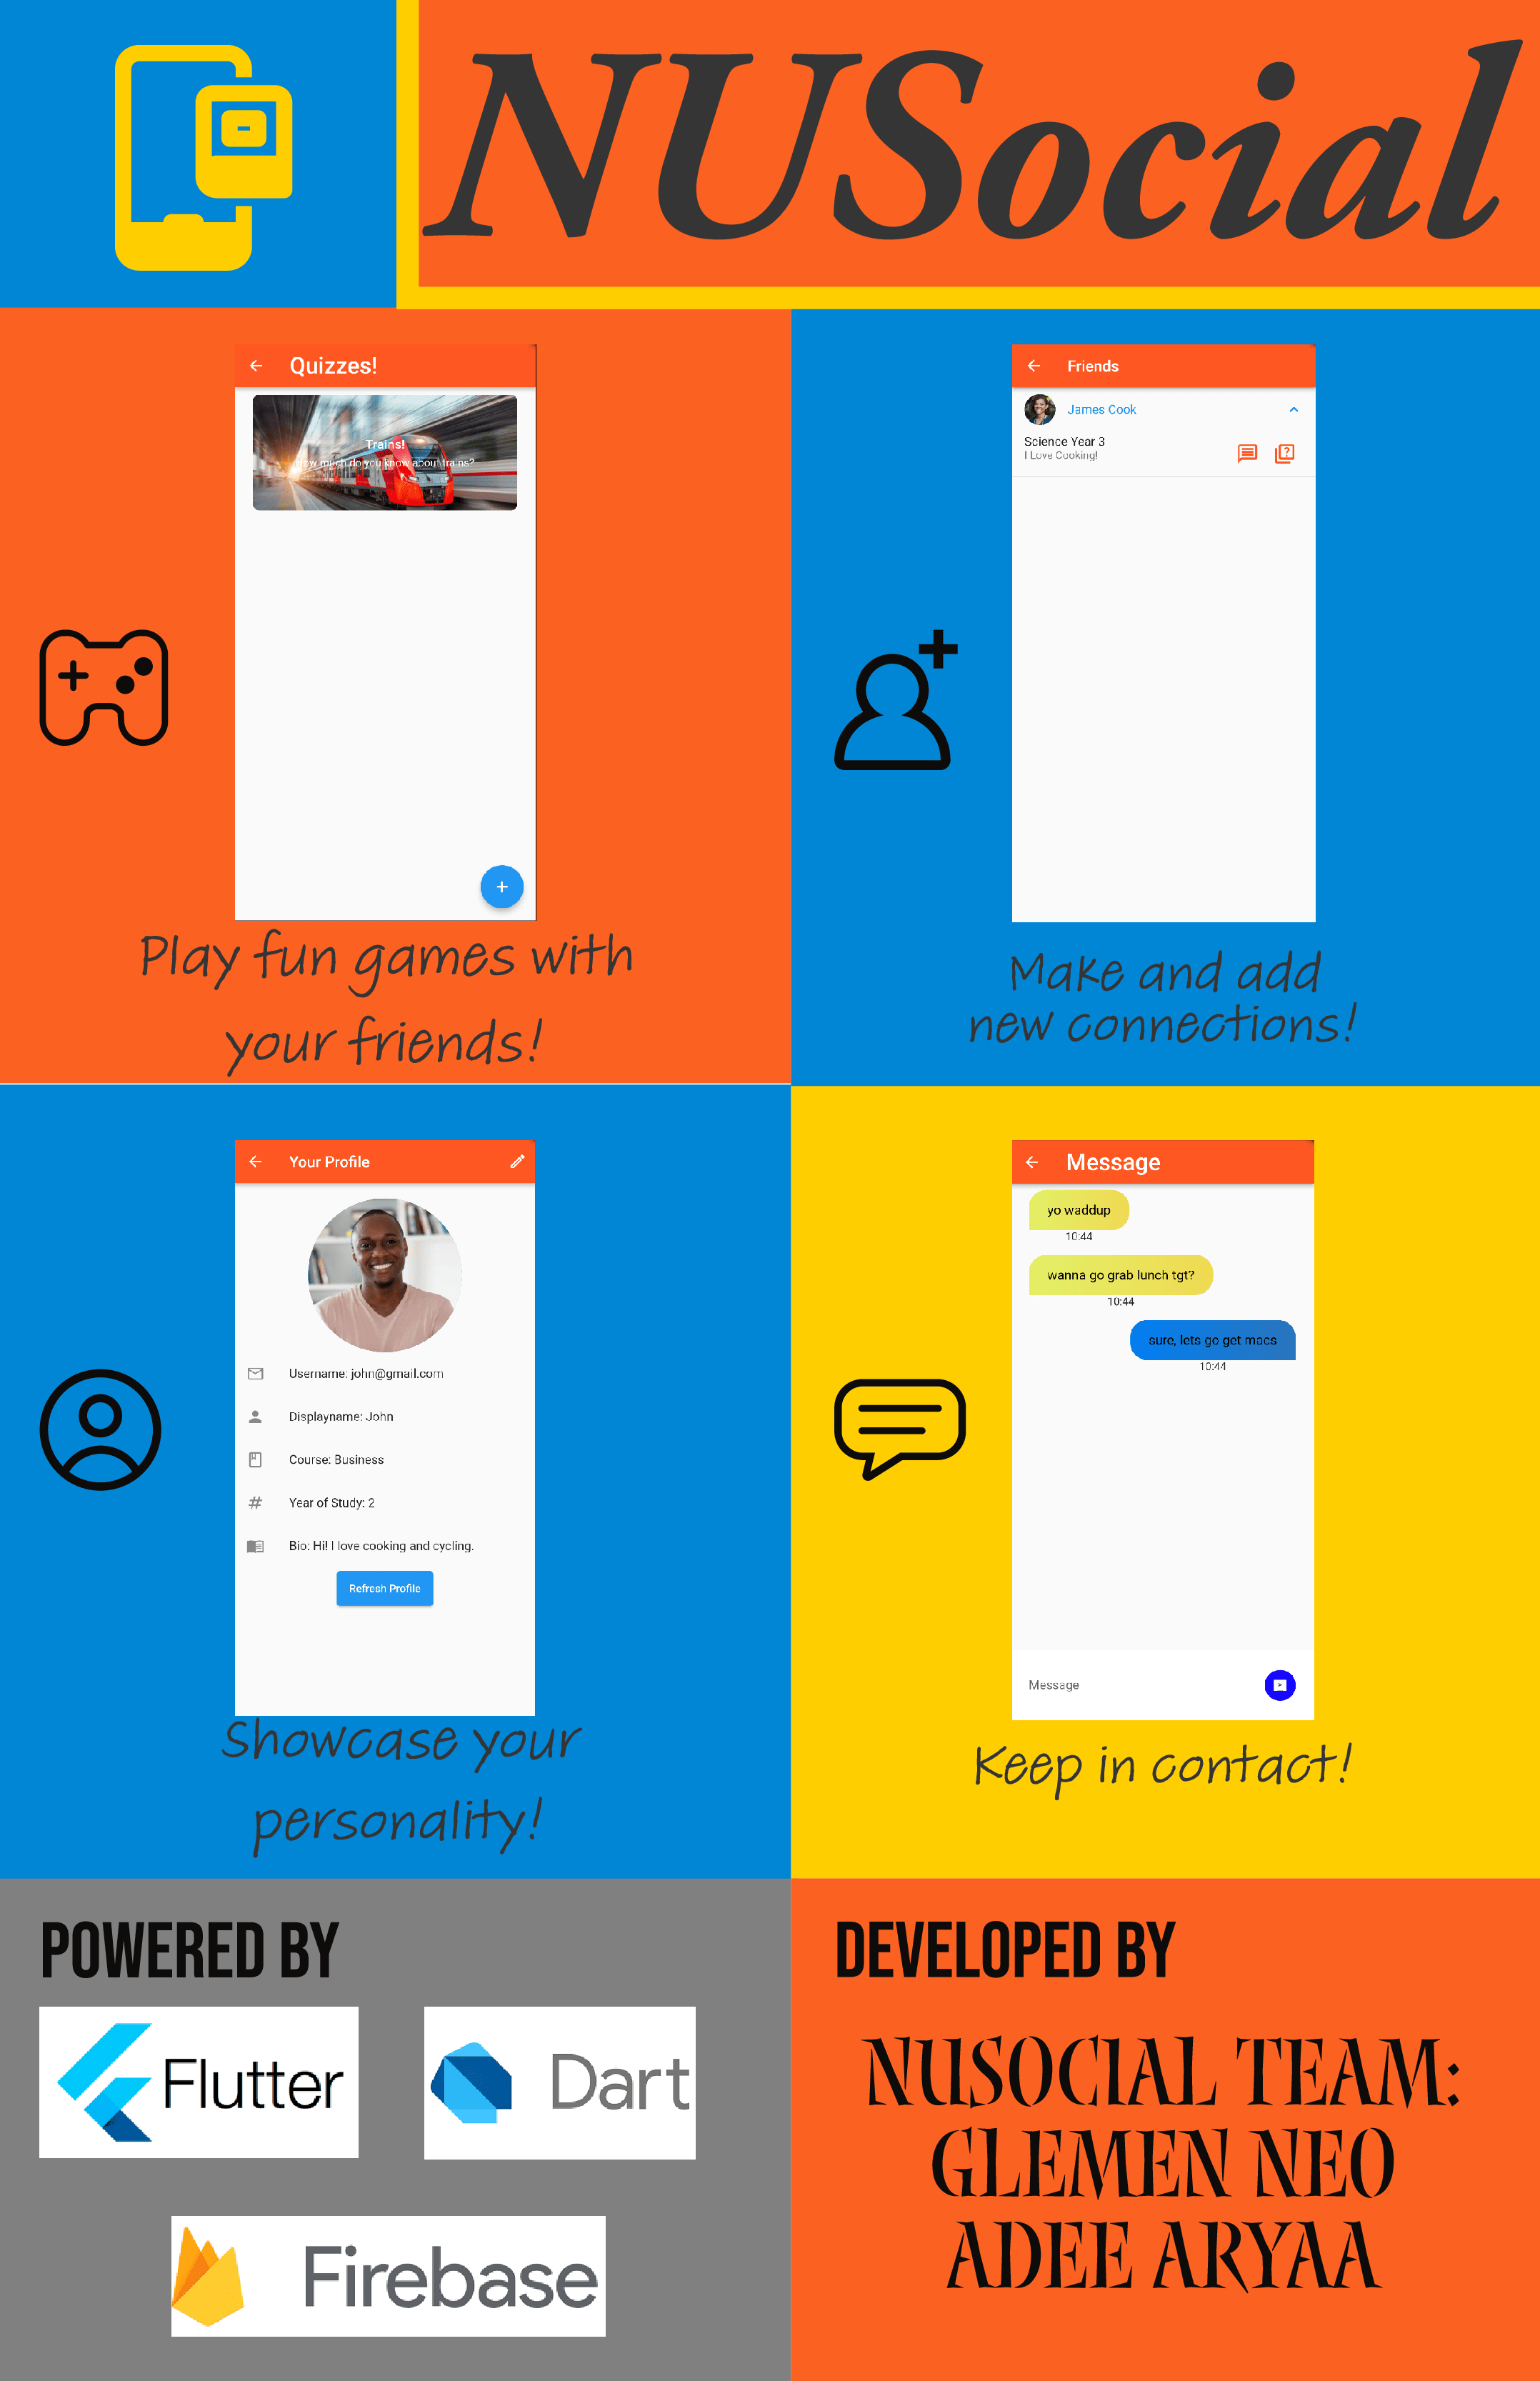 NUSocial
Quizzes!
Trains!
How much do you know about trains?
Play fun games with
your friends!
Friends
James Cook
Science Year 3
I Love Cooking!
Make and add
new connections!
Your Profile
Username: john@gmail.com
Displayname: John
Course: Business
Year of Study: 2
Bio: Hi! I love cooking and cycling.
Refresh Profile
Showcase your
personality!
Message
yo waddup
10:44
wanna go grab lunch tgt?
10:44
sure, lets go get macs
10:44
Message
Keep in contact!
POWERED BY
Flutter
Dart
Firebase
DEVELOPED BY
NUSOCIAL TEAM:
GLEMEN NEO
ADEE ARYAA